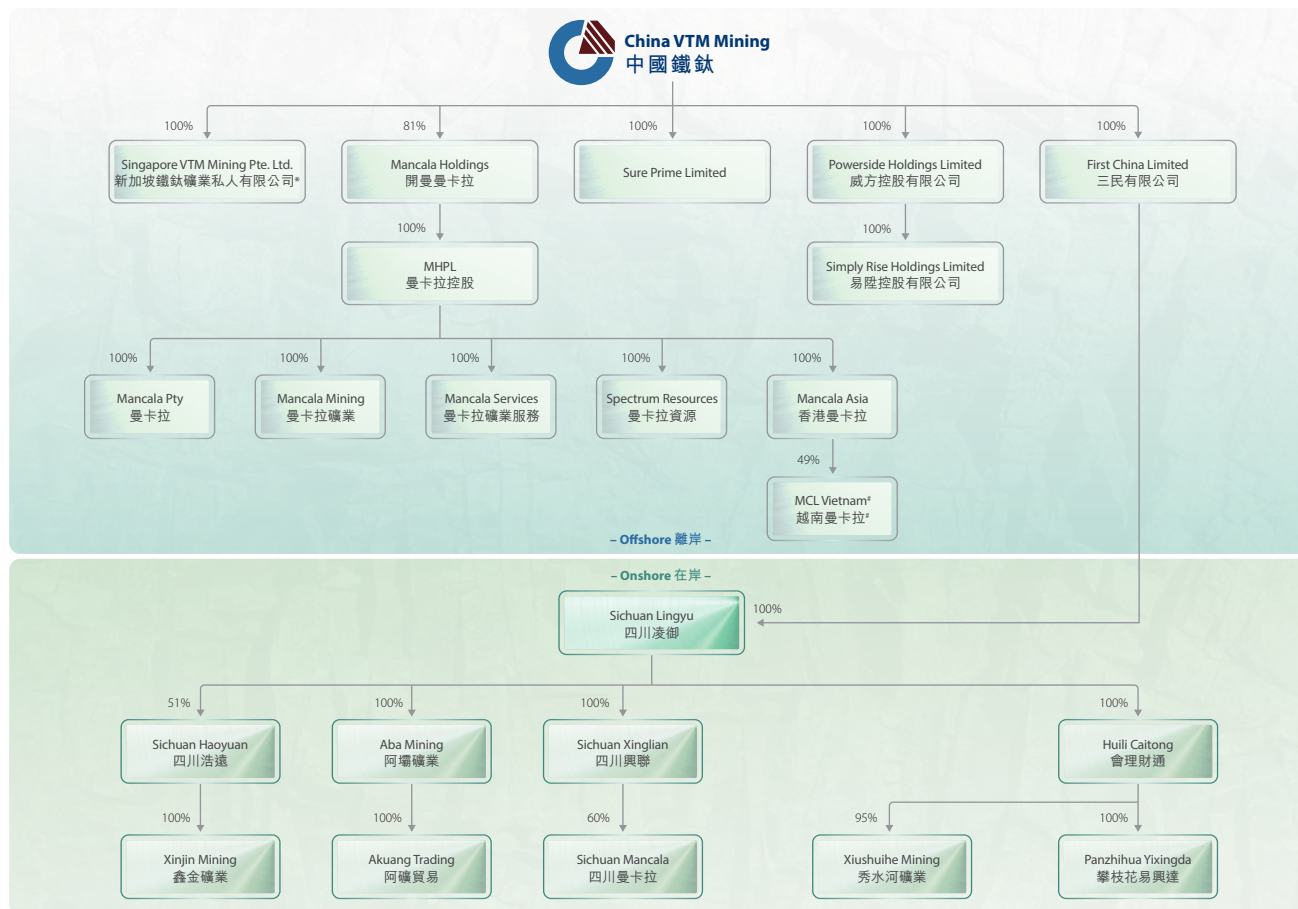 China VTM Mining
中國鐵鈦
100%
81%
100%
100%
100%
Singapore VTM Mining Pte. Ltd.
新加坡鐵鈦礦業私人有限公司*
Mancala Holdings
開曼曼卡拉
Sure Prime Limited
Powerside Holdings Limited
威方控股有限公司
First China Limited
三民有限公司
100%
100%
MHPL
曼卡拉控股
Simply Rise Holdings Limited
易陞控股有限公司
100%
100%
100%
100%
100%
Mancala Pty
曼卡拉
Mancala Mining
曼卡拉礦業
Mancala Services
曼卡拉礦業服務
Spectrum Resources
曼卡拉資源
Mancala Asia
香港曼卡拉
49%
MCL Vietnam#
越南曼卡拉#
– Offshore 離岸 –
– Onshore 在岸 –
Sichuan Lingyu
四川凌御
100%
51%
100%
100%
100%
Sichuan Haoyuan
四川浩遠
Aba Mining
阿壩礦業
Sichuan Xinglian
四川興聯
Huili Caitong
會理財通
100%
100%
60%
95%
100%
Xinjin Mining
鑫金礦業
Akuang Trading
阿礦貿易
Sichuan Mancala
四川曼卡拉
Xiushuihe Mining
秀水河礦業
Panzhihua Yixingda
攀枝花易興達